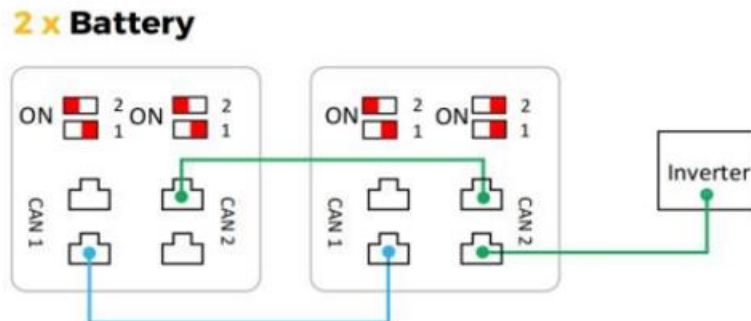 2 x Battery
ON 2 ON 2 ON 2 ON 2
1 1 1 1
Inverter
CAN 1 CAN 2 CAN 1 CAN 2